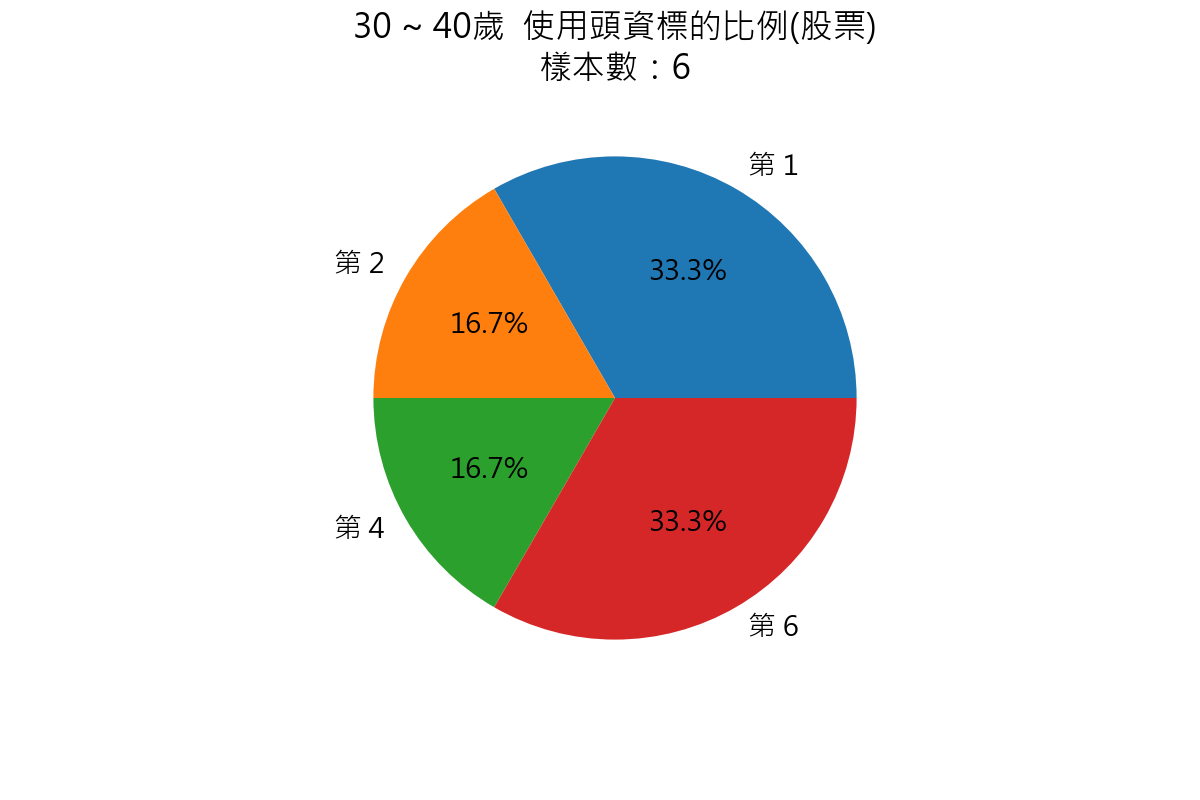 30 ~ 40歲  使用頭資標的比例(股票)
樣本數：6
第 1
33.3%
第 2
16.7%
16.7%
第 4
33.3%
第 6